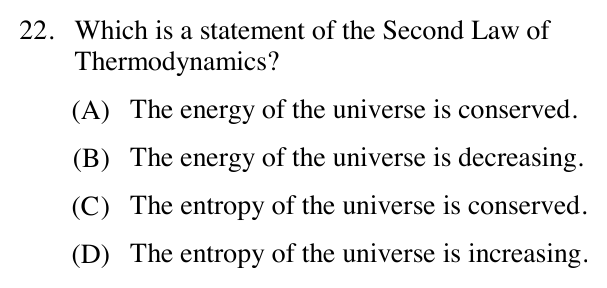 22. Which is a statement of the Second Law of
Thermodynamics?
(A) The energy of the universe is conserved.
(B) The energy of the universe is decreasing.
(C) The entropy of the universe is conserved.
(D) The entropy of the universe is increasing.